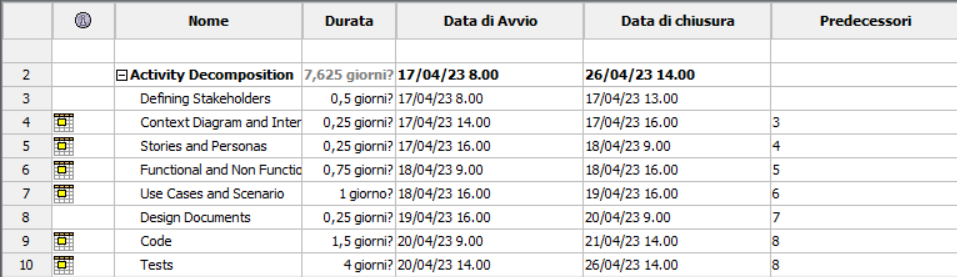 Nome Durata Data di Avvio Data di chiusura Predecessori
2 Activity Decomposition 7,625 giorni? 17/04/23 8.00 26/04/23 14.00
3 Defining Stakeholders 0,5 giorni? 17/04/23 8.00 17/04/23 13.00
4 Context Diagram and Inter 0,25 giorni? 17/04/23 14.00 17/04/23 16.00 3
5 Stories and Personas 0,25 giorni? 17/04/23 16.00 18/04/23 9.00 4
6 Functional and Non Functio 0,75 giorni? 18/04/23 9.00 18/04/23 16.00 5
7 Use Cases and Scenario 1 giorno? 18/04/23 16.00 19/04/23 16.00 6
8 Design Documents 0,25 giorni? 19/04/23 16.00 20/04/23 9.00 7
9 Code 1,5 giorni? 20/04/23 9.00 21/04/23 14.00 8
10 Tests 4 giorni? 20/04/23 14.00 26/04/23 14.00 8